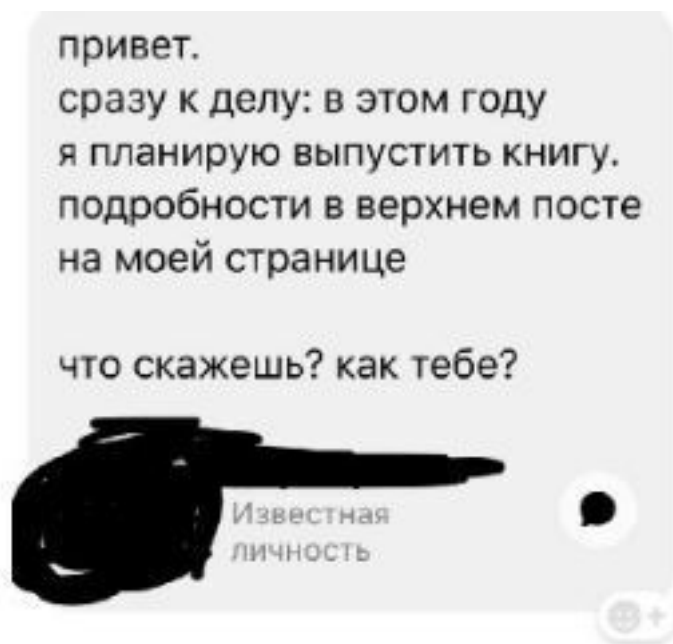 привет.
сразу к делу: в этом году
я планирую выпустить книгу.
подробности в верхнем посте
на моей странице
что скажешь? как тебе?
Известная
личность